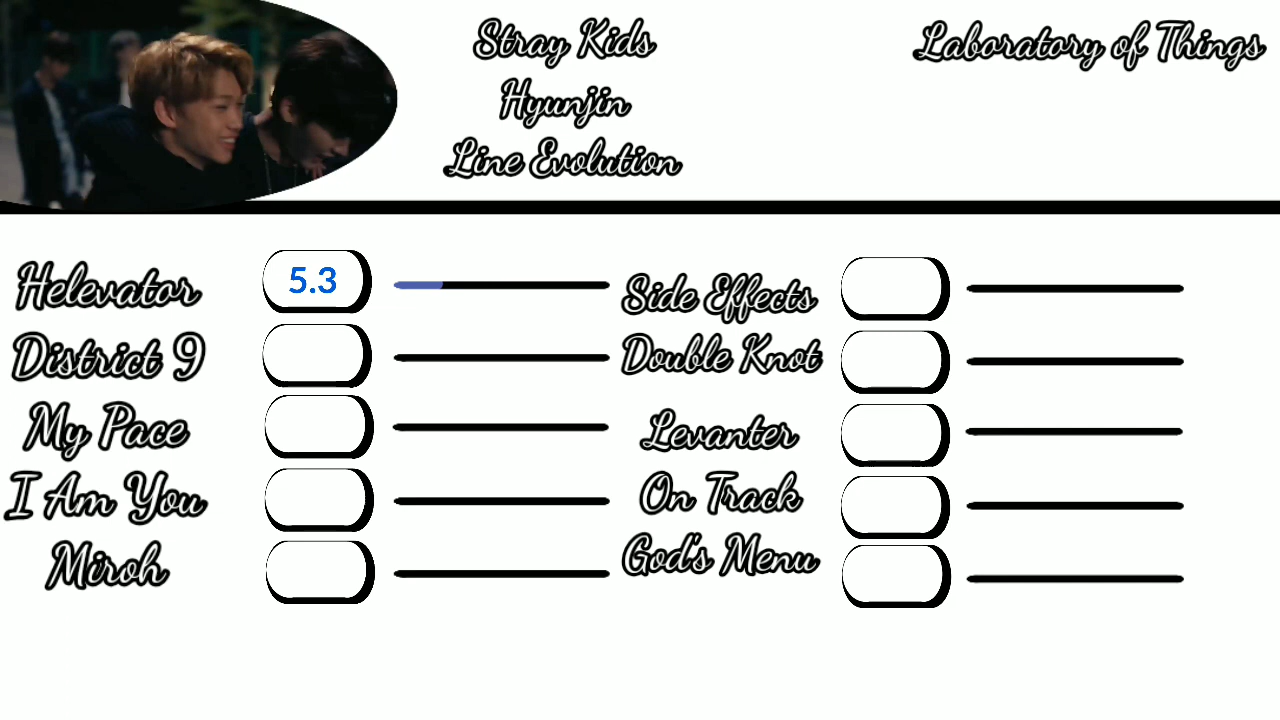 Stray Kids
Hyunjin
Line Evolution
Laboratory of Things
Helevator
5.3
District 9
My Pace
I Am You
Miroh
Side Effects
Double Knot
Levanter
On Track
God's Menu